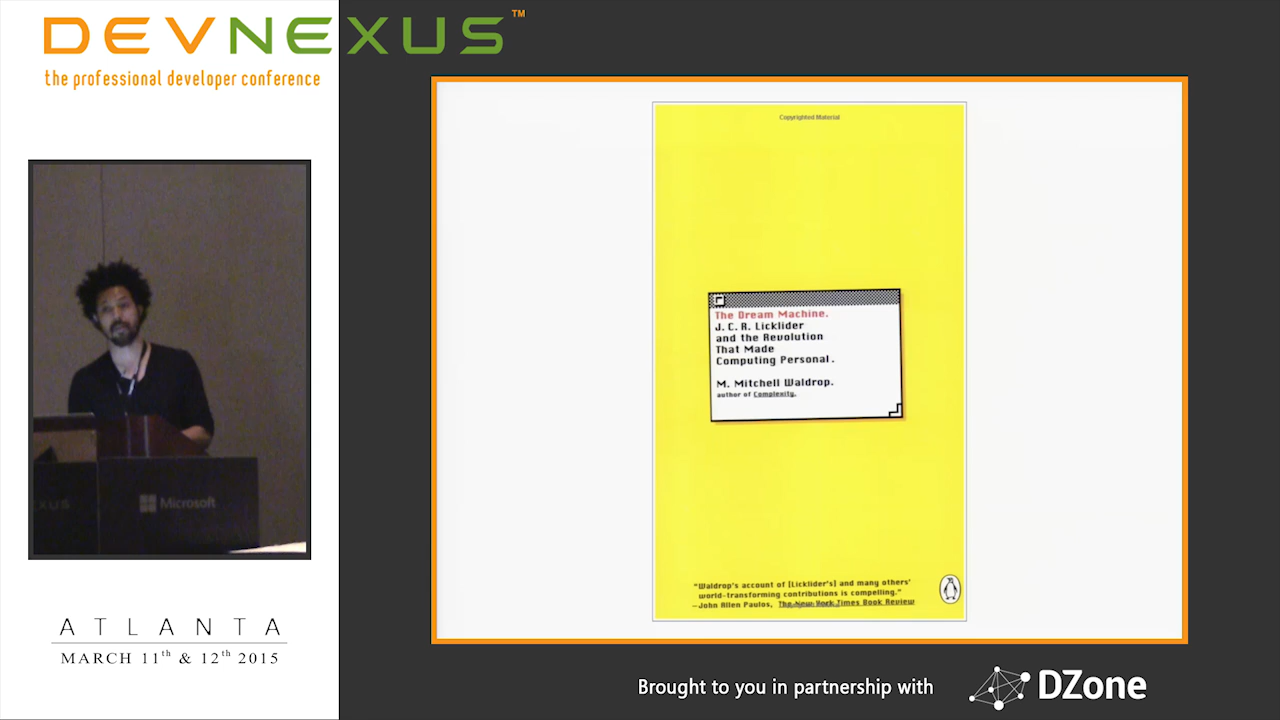 DEVNEXUS™
the professional developer conference
XUS
Microsoft
ATLANTA
MARCH 11th & 12th 2015
Copyrighted Material
The Dream Machine.
J. C. R. Licklider
and the Revolution
That Made
Computing Personal.
M. Mitchell Waldrop.
author of Complexity.
"Waldrop's account of [Licklider's] and many others'
world-transforming contributions is compelling."
—John Allen Paulos, The New York Times Book Review
Brought to you in partnership with
DZone